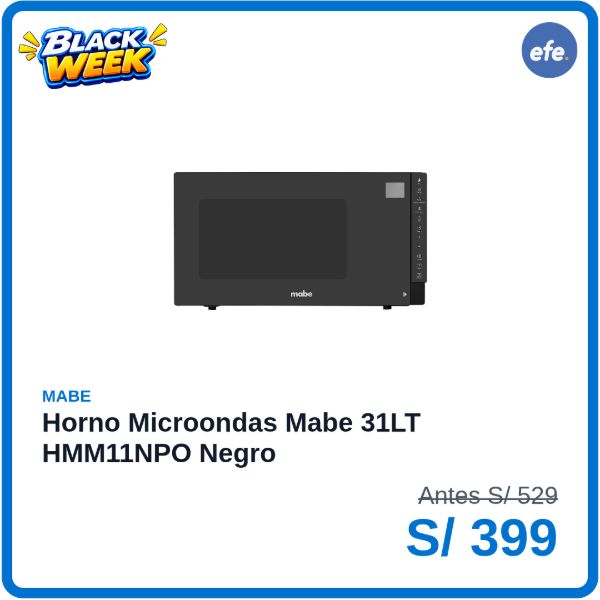 BLACK
WEEK
efe.
mabe
MABE
Horno Microondas Mabe 31LT
HMM11NPO Negro
Antes S/ 529
S/ 399